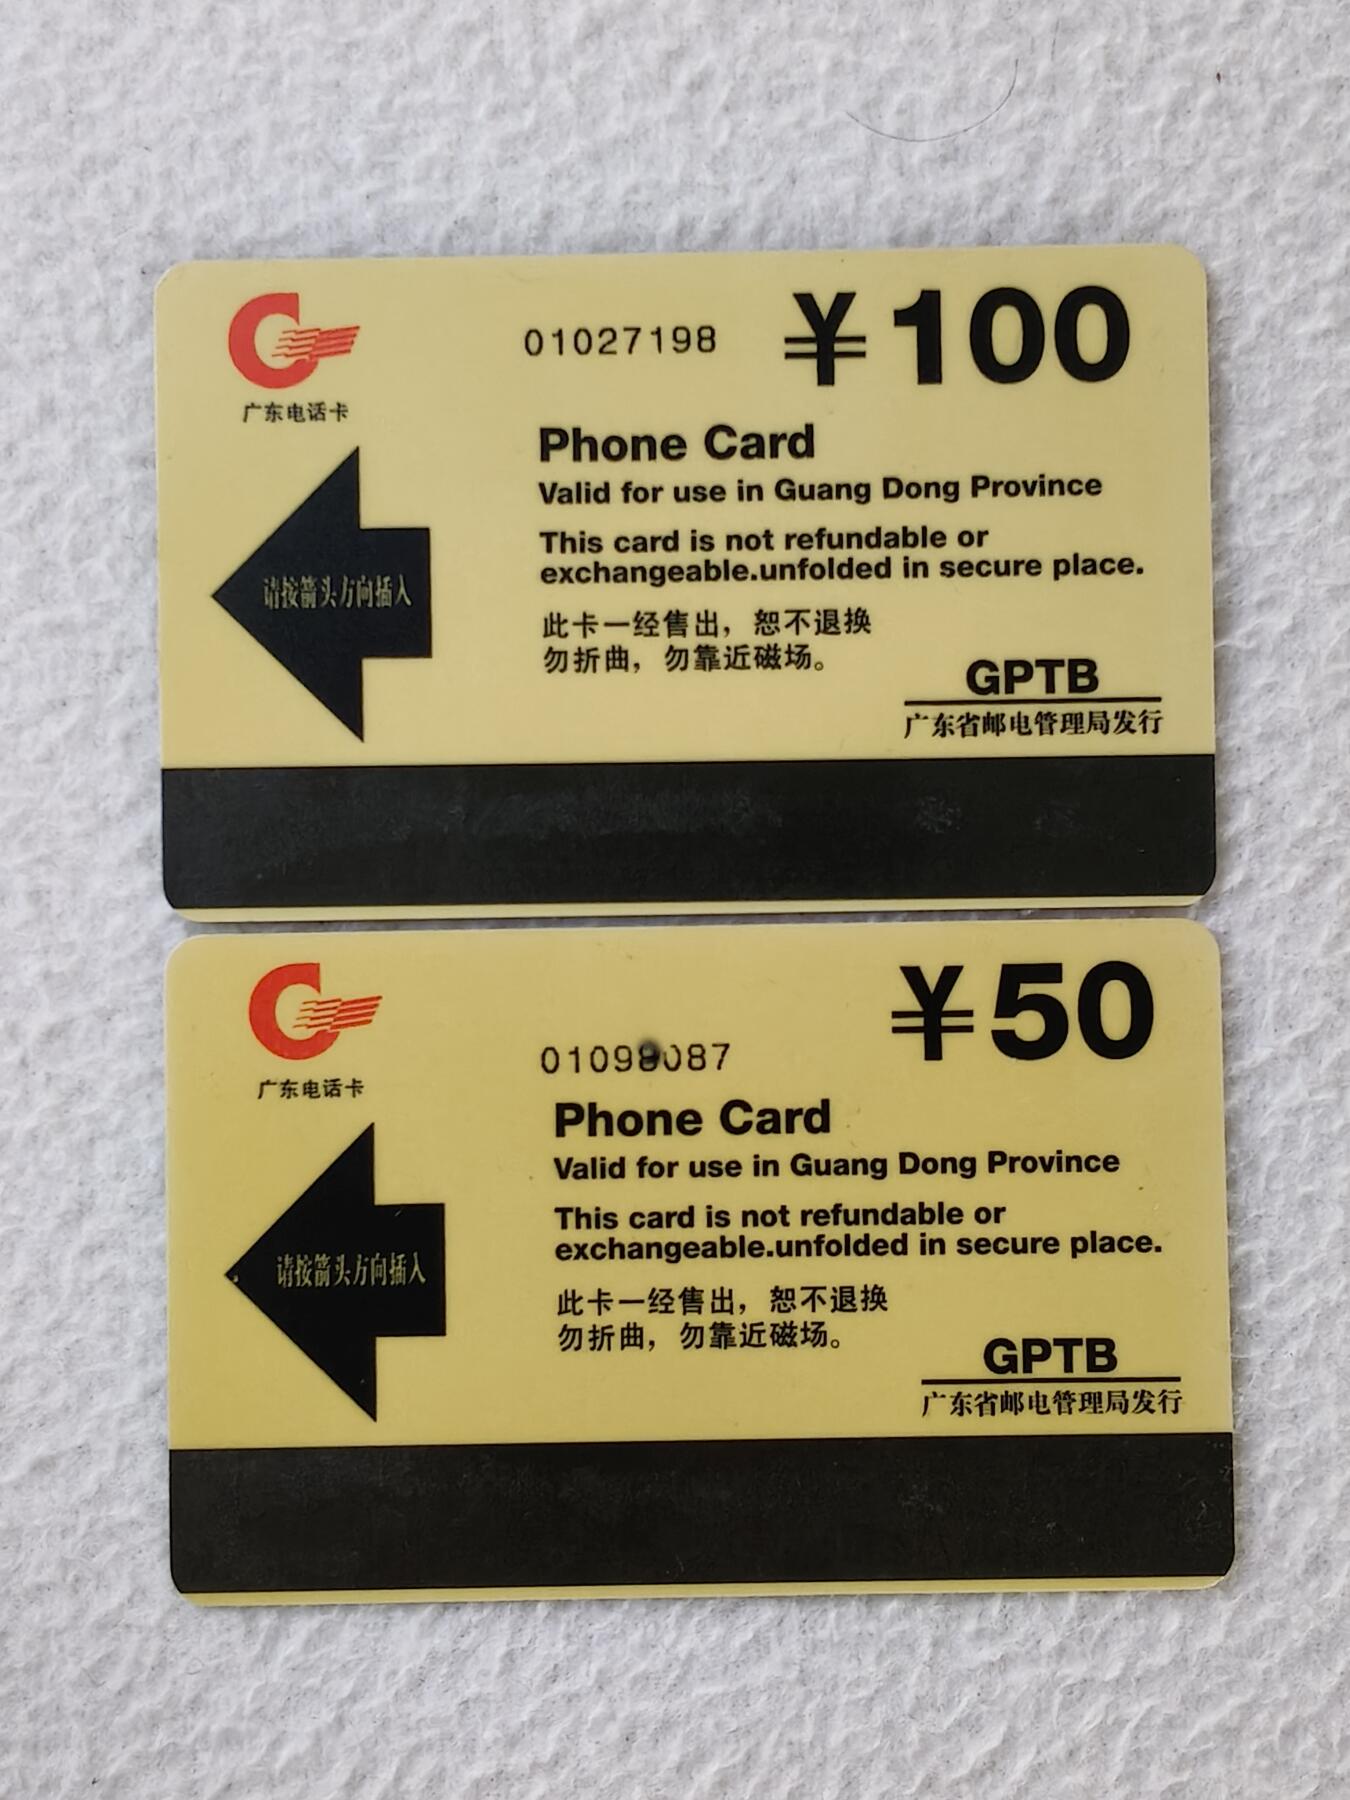 01027198 ¥100
广东电话卡
Phone Card
Valid for use in Guang Dong Province
This card is not refundable or
exchangeable.unfolded in secure place.
请按箭头方向插入
此卡一经售出，恕不退换
勿折曲，勿靠近磁场。
GPTB
广东省邮电管理局发行
¥50
广东电话卡
Phone Card
Valid for use in Guang Dong Province
This card is not refundable or
exchangeable.unfolded in secure place.
请按箭头方向插入
此卡一经售出，恕不退换
勿折曲，勿靠近磁场。
GPTB
广东省邮电管理局发行